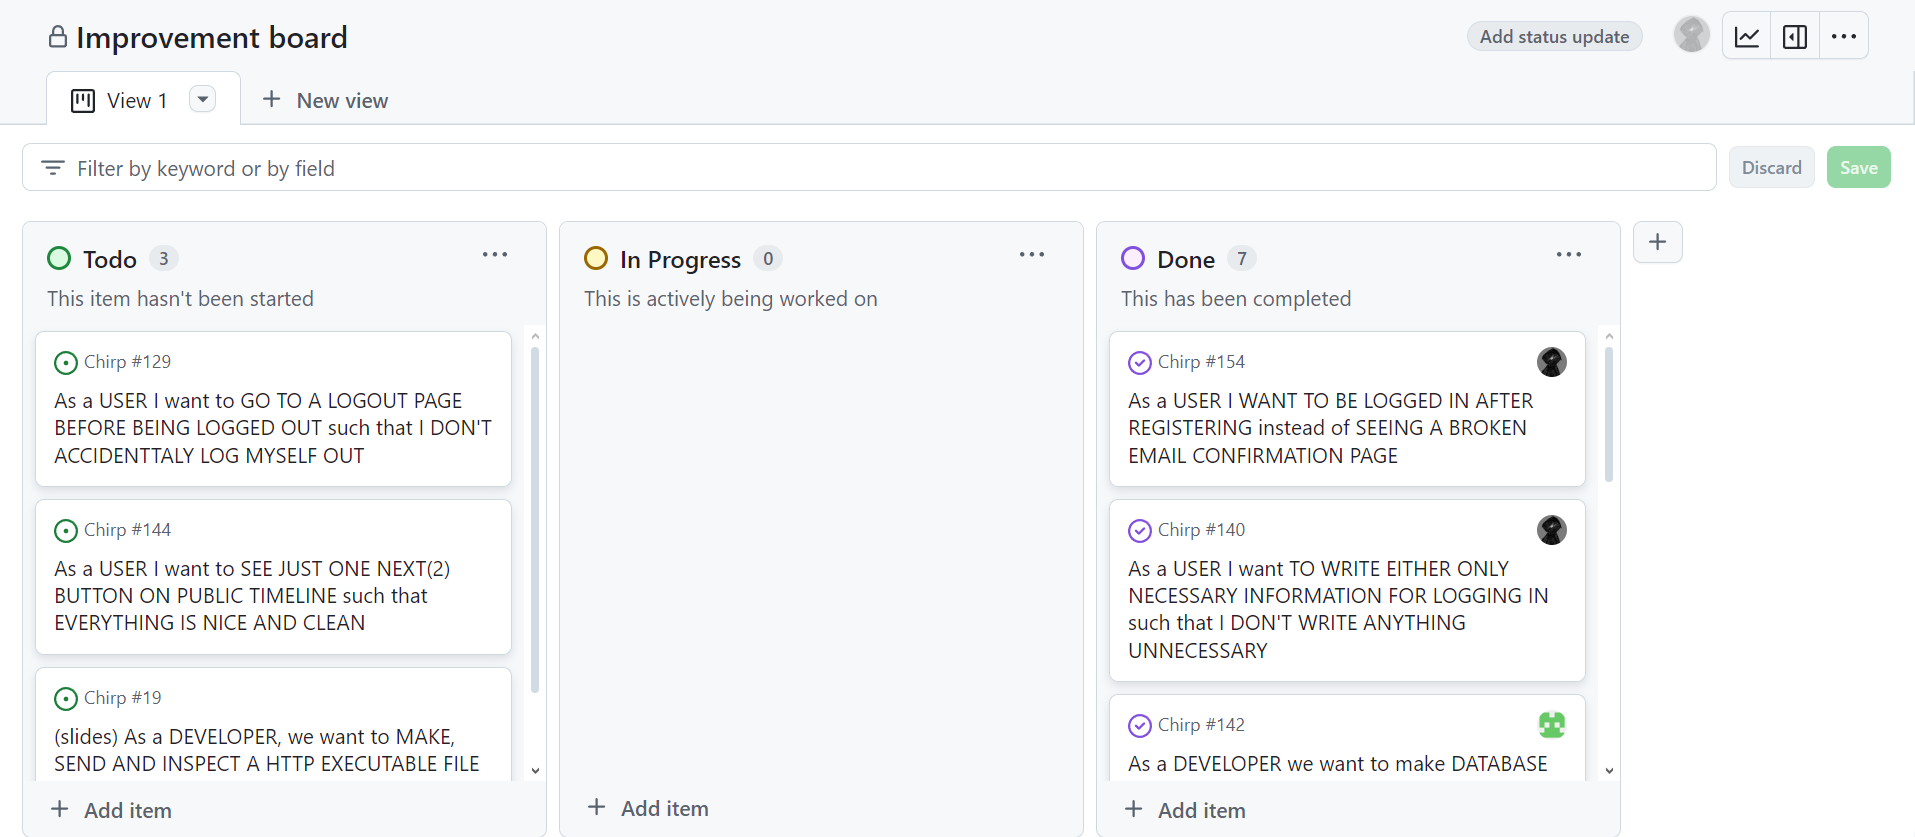 Improvement board
Add status update
View 1
New view
Filter by keyword or by field
Discard
Save
Todo 3
This item hasn't been started
Chirp #129
As a USER I want to GO TO A LOGOUT PAGE
BEFORE BEING LOGGED OUT such that I DON'T
ACCIDENTTALY LOG MYSELF OUT
Chirp #144
As a USER I want to SEE JUST ONE NEXT(2)
BUTTON ON PUBLIC TIMELINE such that
EVERYTHING IS NICE AND CLEAN
Chirp #19
(slides) As a DEVELOPER, we want to MAKE,
SEND AND INSPECT A HTTP EXECUTABLE FILE
Add item
In Progress 0
This is actively being worked on
Add item
Done 7
This has been completed
Chirp #154
As a USER I WANT TO BE LOGGED IN AFTER
REGISTERING instead of SEEING A BROKEN
EMAIL CONFIRMATION PAGE
Chirp #140
As a USER I want TO WRITE EITHER ONLY
NECESSARY INFORMATION FOR LOGGING IN
such that I DON'T WRITE ANYTHING
UNNECESSARY
Chirp #142
As a DEVELOPER we want to make DATABASE
Add item